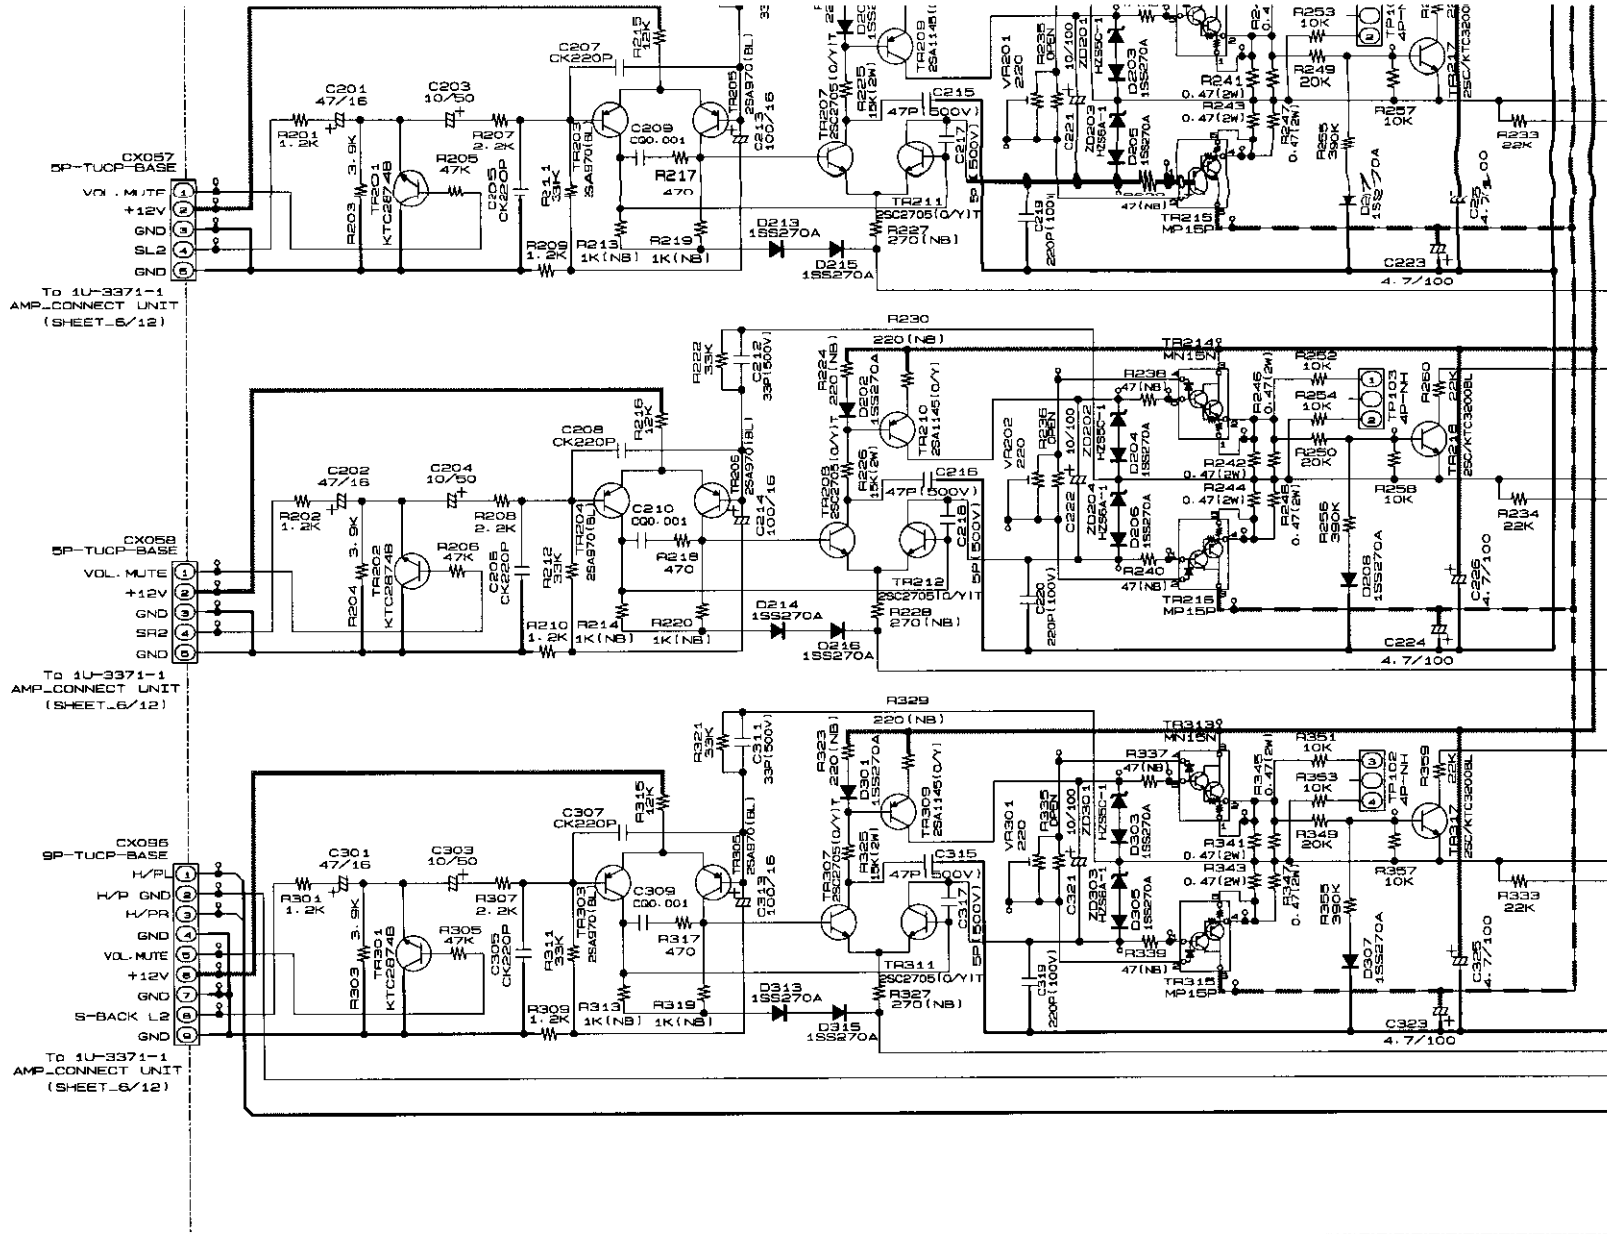 C207
CK220P
R215
12K
33
TR205
2SA970(BL)
C213
100/16
C201
47/16
C203
10/50
R201
1.2K
R207
2.2K
TR203
2SA970(BL)
C209
CQ0.001
R217
470
CX057
5P-TUCP-BASE
VOL.MUTE
+12V
GND
SL2
GND
R203 3.9K
TR201
KTC2874B
R205
47K
C205
CK220P
R211
33K
R209
1.2K
R213
1K(NB)
R219
1K(NB)
D213
1SS270A
D215
1SS270A
TR207
2SC2705(O/Y)T
R225
15K(2W)
TR209
2SA1145(O/Y)
C215
47P(500V)
C217
5P(500V)
TR211
2SC2705(O/Y)T
R227
270(NB)
VR201
220
R235
OPEN
C221
10/100
ZD201
HZS5C-1
ZD203
HZS6A-1
D203
1SS270A
D205
1SS270A
C219
220P(100V)
47(NB)
TR215
MP15P
R241
0.47(2W)
R243
0.47(2W)
R247
0.47(2W)
R253
10K
R249
20K
4P-NH
TR217
2SC/KTC3200BL
R257
10K
R255
390K
D207
1SS270A
C225
4.7/100
R233
22K
C223
4.7/100
To 1U-3371-1
AMP_CONNECT UNIT
(SHEET_6/12)
R230
220(NB)
R222
33K
C212
33P(500V)
R216
12K
C208
CK220P
TR206
2SA970(BL)
C214
100/16
C202
47/16
C204
10/50
R202
1.2K
R208
2.2K
TR204
2SA970(BL)
C210
CQ0.001
R218
470
CX058
5P-TUCP-BASE
VOL.MUTE
+12V
GND
SR2
GND
R204 3.9K
TR202
KTC2874B
R206
47K
C206
CK220P
R212
33K
R210
1.2K
R214
1K(NB)
R220
1K(NB)
D214
1SS270A
D216
1SS270A
R224
220(NB)
D202
1SS270A
TR208
2SC2705(O/Y)T
R226
15K(2W)
TR210
2SA1145(O/Y)
C216
47P(500V)
C218
5P(500V)
TR212
2SC2705(O/Y)T
R228
270(NB)
VR202
220
R236
OPEN
C222
10/100
ZD202
HZS5C-1
ZD204
HZS6A-1
D204
1SS270A
D206
1SS270A
C220
220P(100V)
R238
47(NB)
R240
47(NB)
TR214
MN15N
TR216
MP15P
R246
0.47(2W)
R242
0.47(2W)
R244
0.47(2W)
R248
0.47(2W)
R252
10K
R254
10K
R250
20K
TP103
4P-NH
R260
22K
TR218
2SC/KTC3200BL
R258
10K
R256
390K
D208
1SS270A
C226
4.7/100
R234
22K
C224
4.7/100
To 1U-3371-1
AMP_CONNECT UNIT
(SHEET_6/12)
R329
220(NB)
R321
33K
C311
33P(500V)
R315
12K
C307
CK220P
TR305
2SA970(BL)
C313
100/16
C301
47/16
C303
10/50
R301
1.2K
R307
2.2K
TR303
2SA970(BL)
C309
CQ0.001
R317
470
CX096
9P-TUCP-BASE
H/PL
H/P GND
H/PR
GND
VOL.MUTE
+12V
GND
S-BACK L2
GND
R303 3.9K
TR301
KTC2874B
R305
47K
C305
CK220P
R311
33K
R309
1.2K
R313
1K(NB)
R319
1K(NB)
D313
1SS270A
D315
1SS270A
R323
220(NB)
D301
1SS270A
TR307
2SC2705(O/Y)T
R325
15K(2W)
TR309
2SA1145(O/Y)
C315
47P(500V)
C317
5P(500V)
TR311
2SC2705(O/Y)T
R327
270(NB)
VR301
220
R335
OPEN
C321
10/100
ZD301
HZS5C-1
ZD303
HZS6A-1
D303
1SS270A
D305
1SS270A
C319
220P(100V)
R337
47(NB)
R339
47(NB)
TR313
MN15N
TR315
MP15P
R345
0.47(2W)
R341
0.47(2W)
R343
0.47(2W)
R347
0.47(2W)
R351
10K
R353
10K
R349
20K
TP102
4P-NH
R359
22K
TR317
2SC/KTC3200BL
R357
10K
R355
390K
D307
1SS270A
C325
4.7/100
R333
22K
C323
4.7/100
To 1U-3371-1
AMP_CONNECT UNIT
(SHEET_6/12)